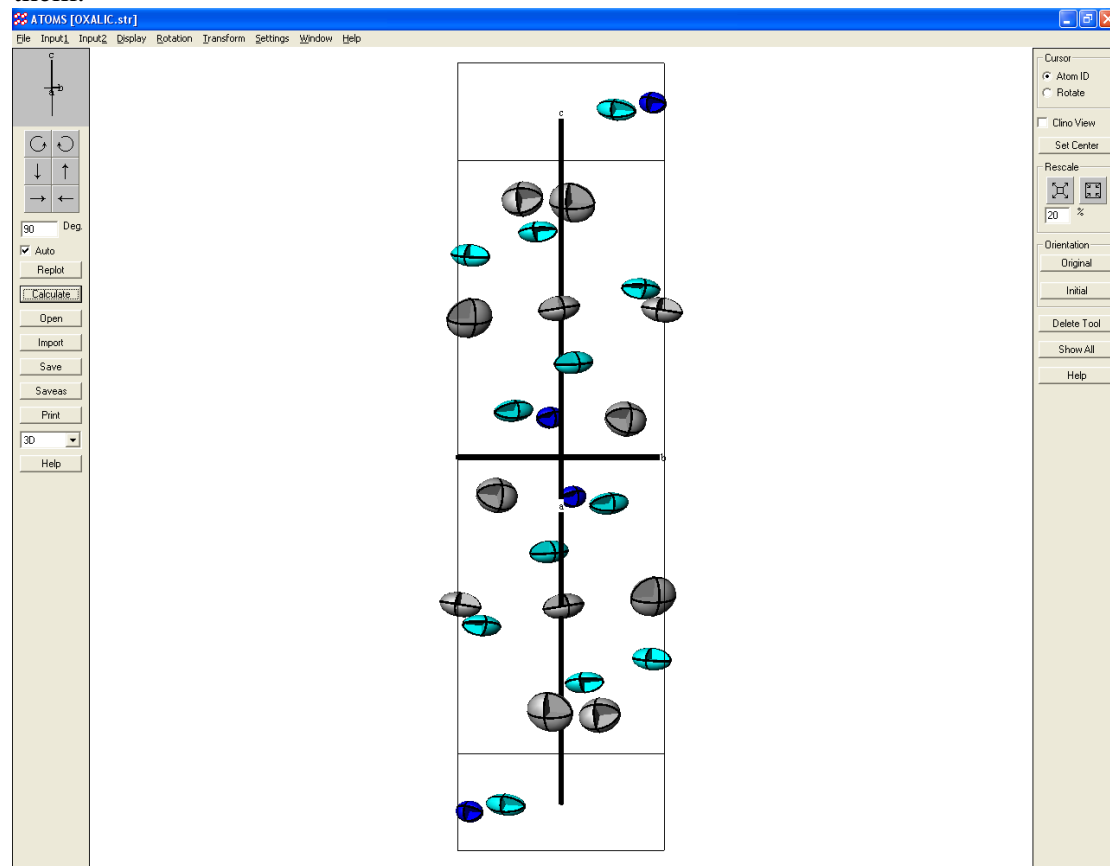 them.
ATOMS [OXALIC.str]
File Input1 Input2 Display Rotation Transform Settings Window Help
c
b
a
90 Deg.
Auto
Replot
Calculate
Open
Import
Save
Saveas
Print
3D
Help
c
b
a
Cursor
Atom ID
Rotate
Clino View
Set Center
Rescale
20 %
Orientation
Original
Initial
Delete Tool
Show All
Help